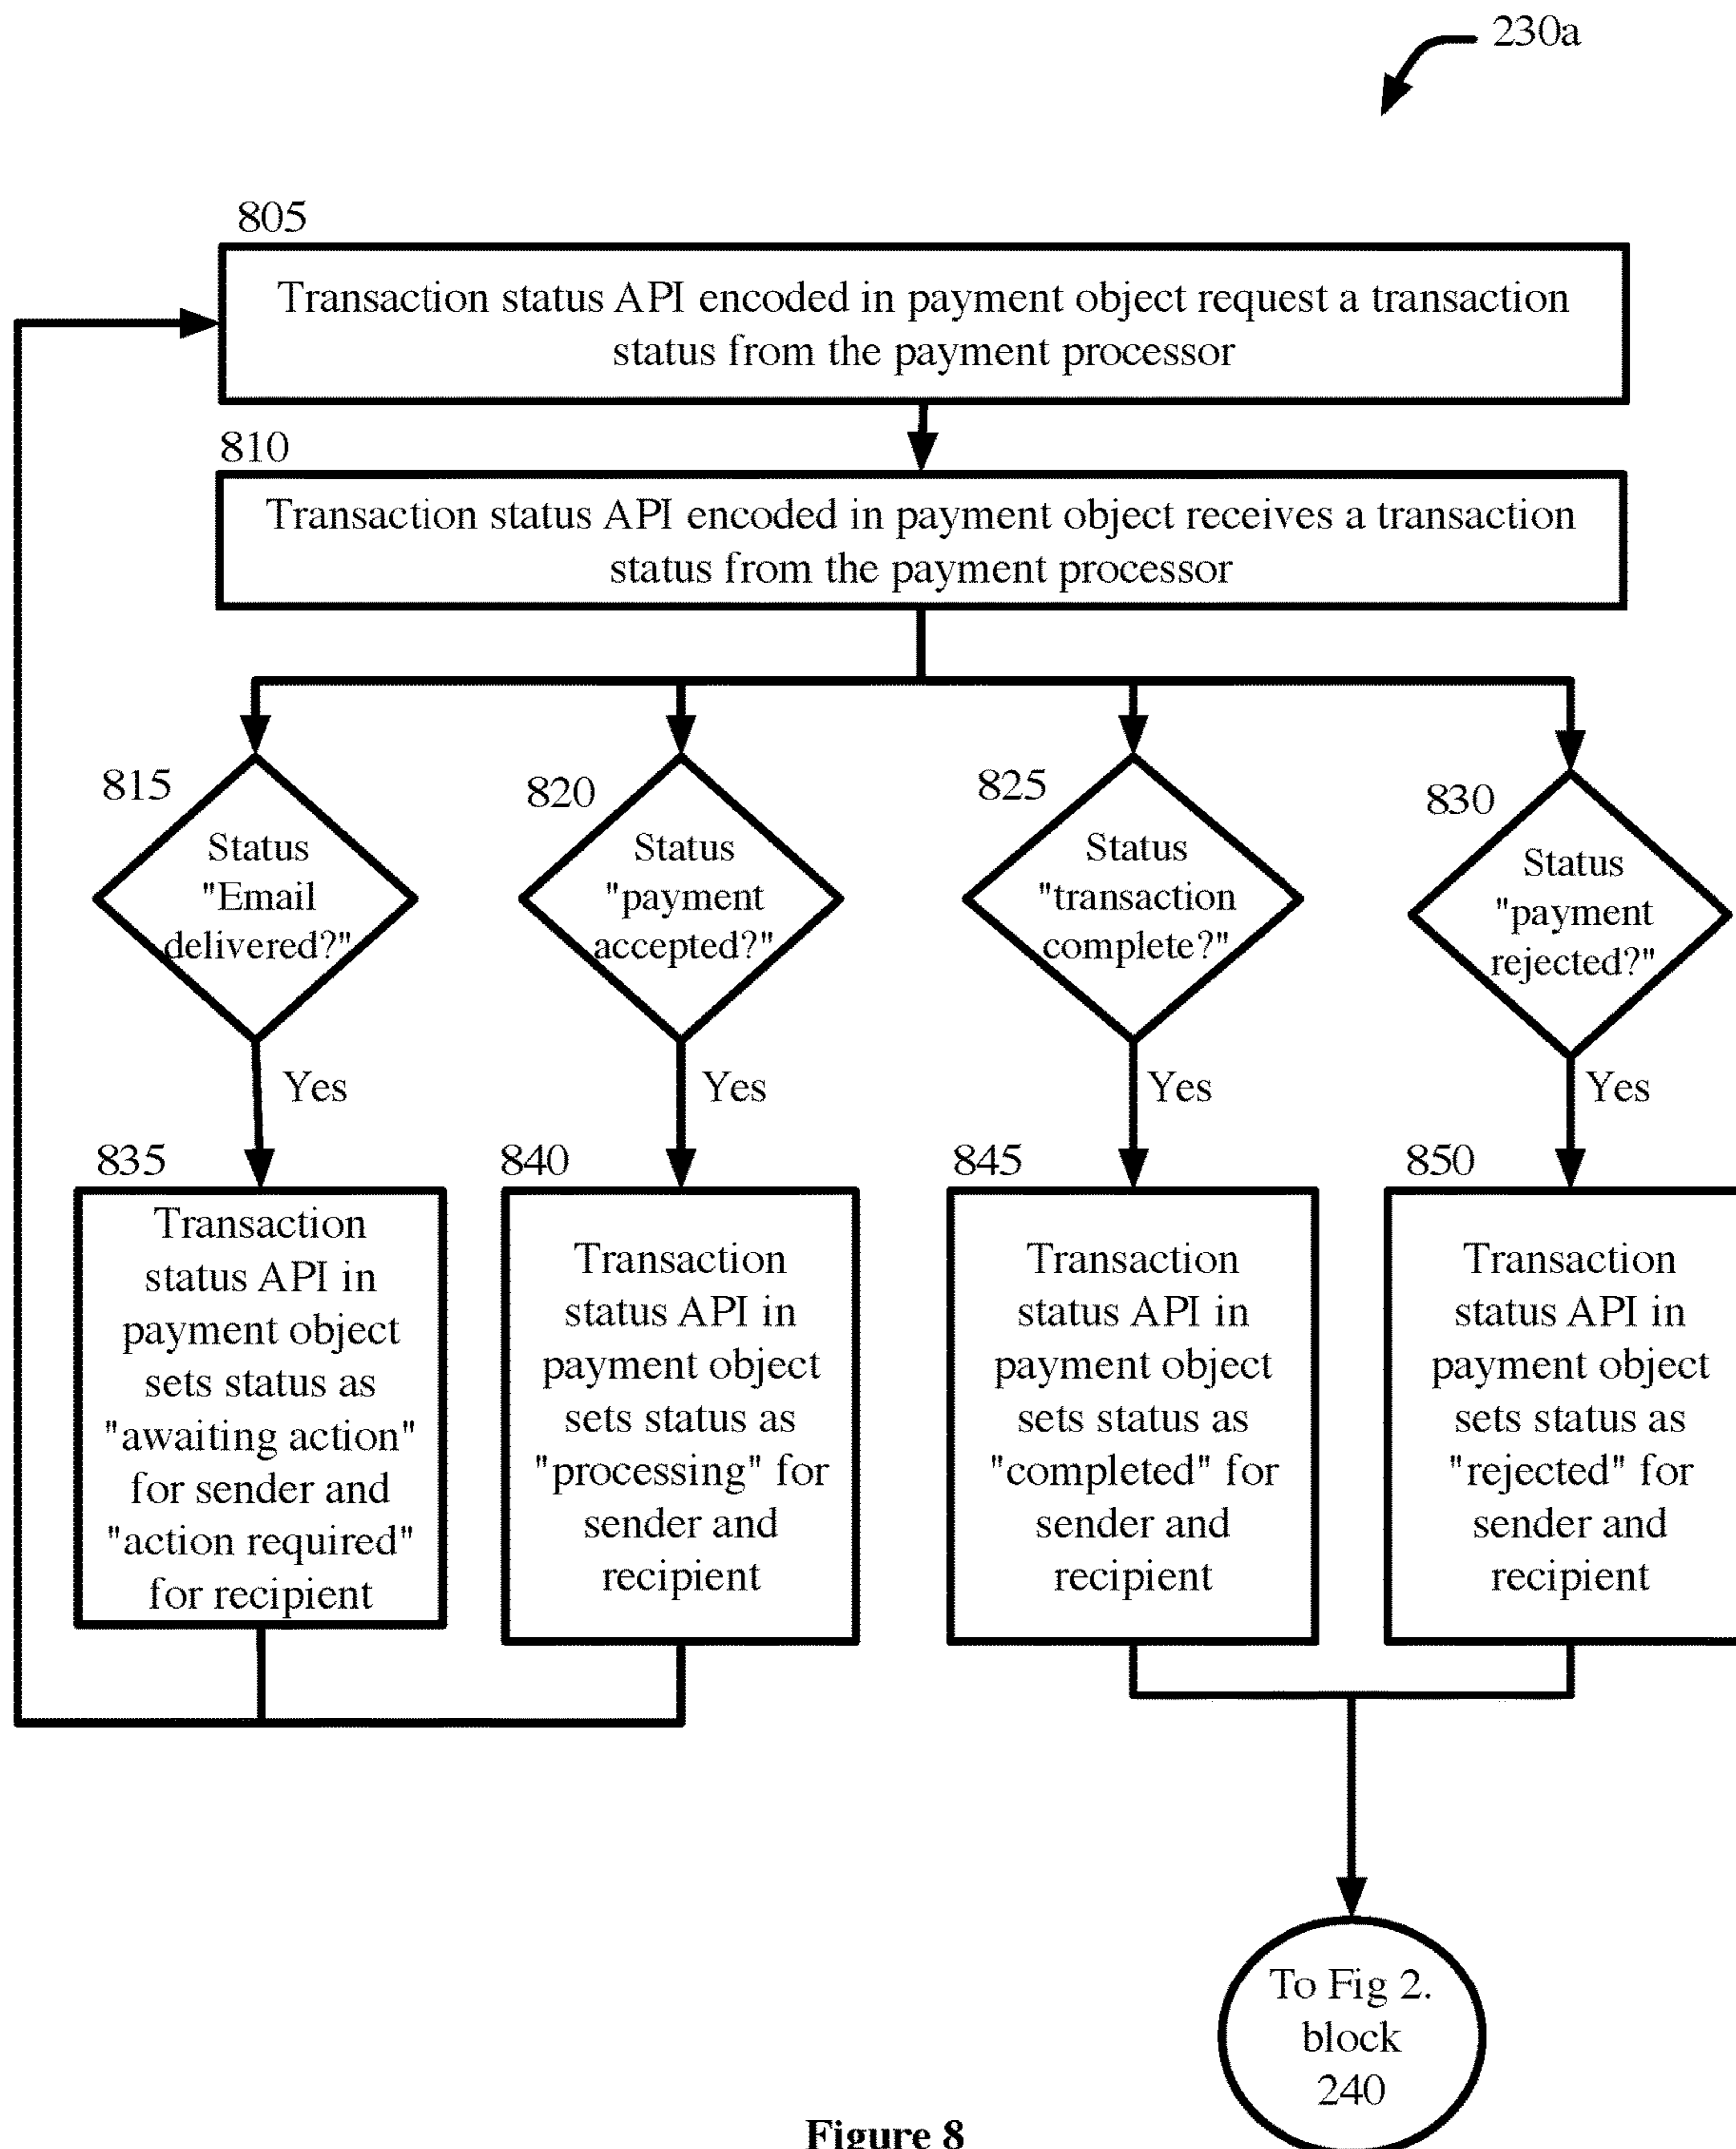 230a
805
Transaction status API encoded in payment object request a transaction
status from the payment processor
810
Transaction status API encoded in payment object receives a transaction
status from the payment processor
815
Status
"Email
delivered?"
820
Status
"payment
accepted?"
825
Status
"transaction
complete?"
830
Status
"payment
rejected?"
Yes
Yes
Yes
Yes
835
Transaction
status API in
payment object
sets status as
"awaiting action"
for sender and
"action required"
for recipient
840
Transaction
status API in
payment object
sets status as
"processing" for
sender and
recipient
845
Transaction
status API in
payment object
sets status as
"completed" for
sender and
recipient
850
Transaction
status API in
payment object
sets status as
"rejected" for
sender and
recipient
To Fig 2.
block
240
Figure 8